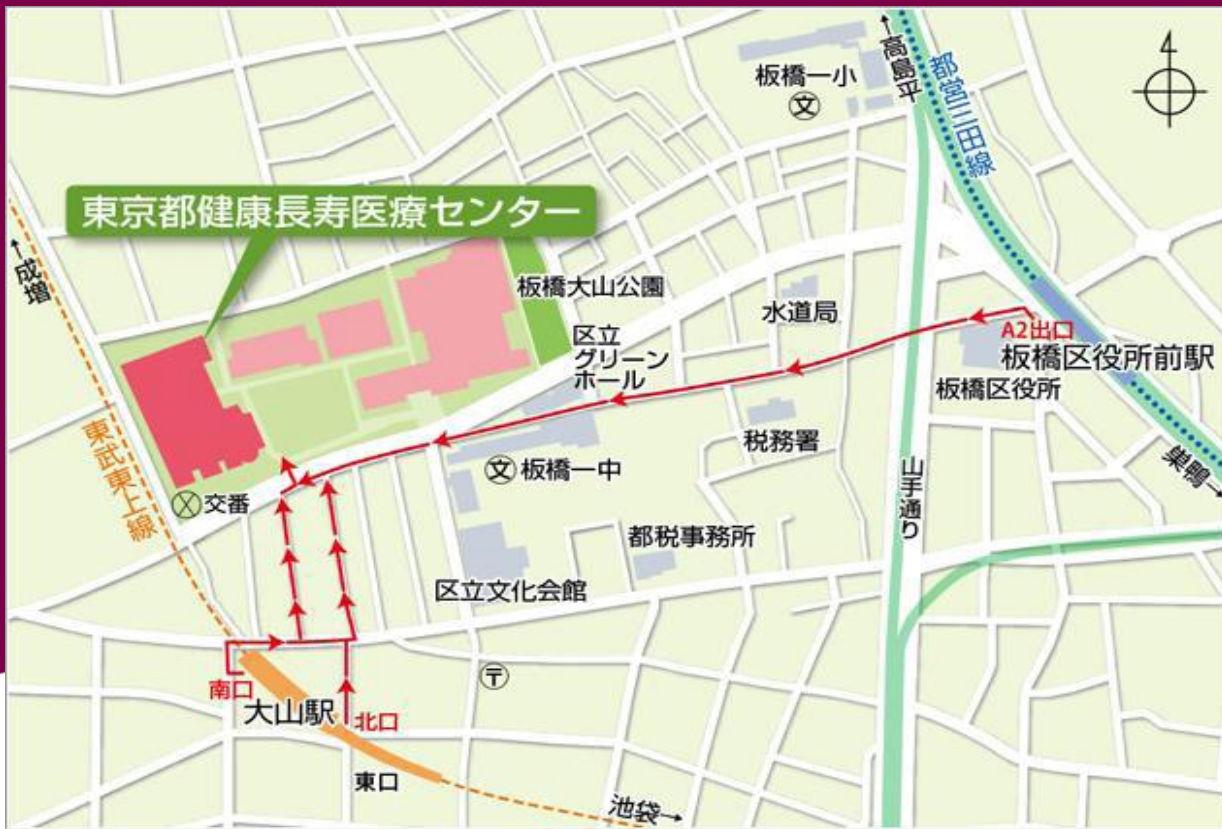 板橋一小
文
←高島平
都営三田線
4
東京都健康長寿医療センター
←成増
板橋大山公園
水道局
区立
グリーン
ホール
A2出口
板橋区役所前駅
板橋区役所
税務署
東武東上線
文 板橋一中
巣鴨→
交番
山手通り
都税事務所
区立文化会館
〒
南口
大山駅
北口
東口
池袋→